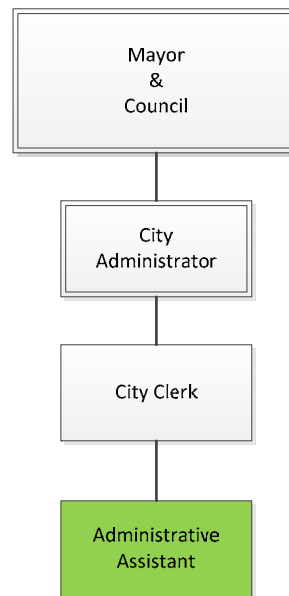 Mayor
&
Council
City
Administrator
City Clerk
Administrative
Assistant